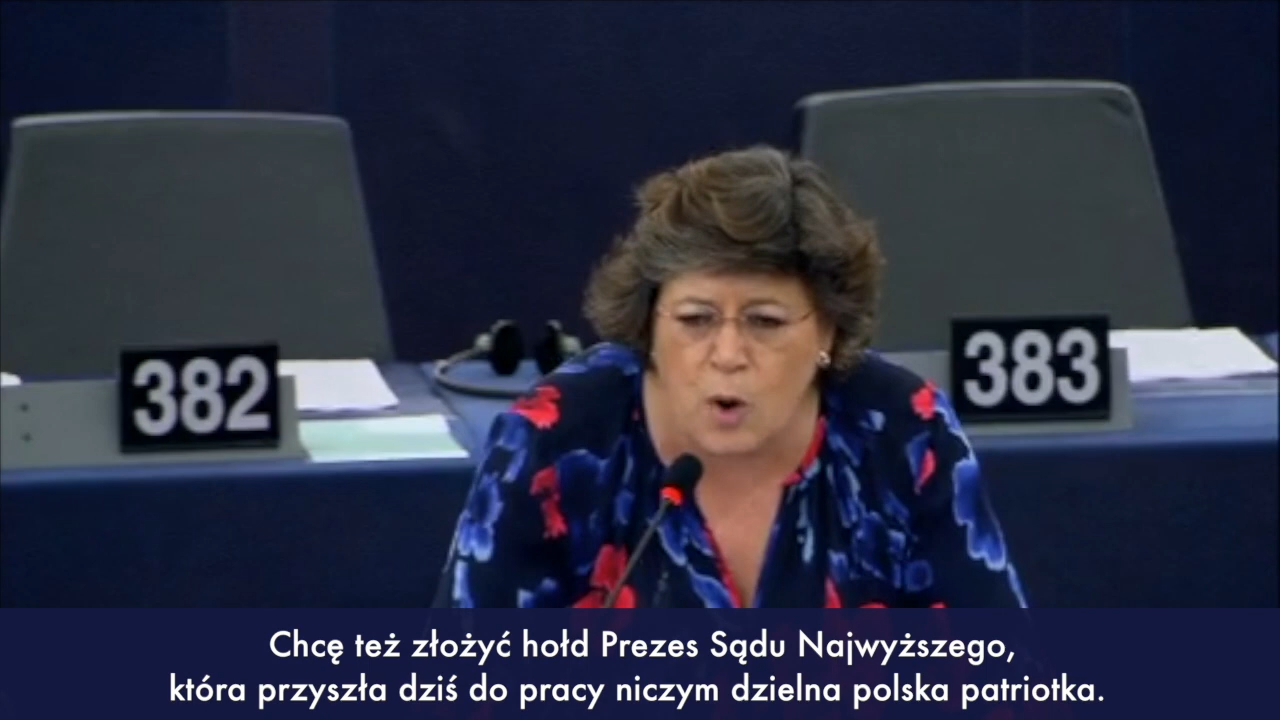 382
383
Chcę też złożyć hołd Prezes Sądu Najwyższego,
która przyszła dziś do pracy niczym dzielna polska patriotka.